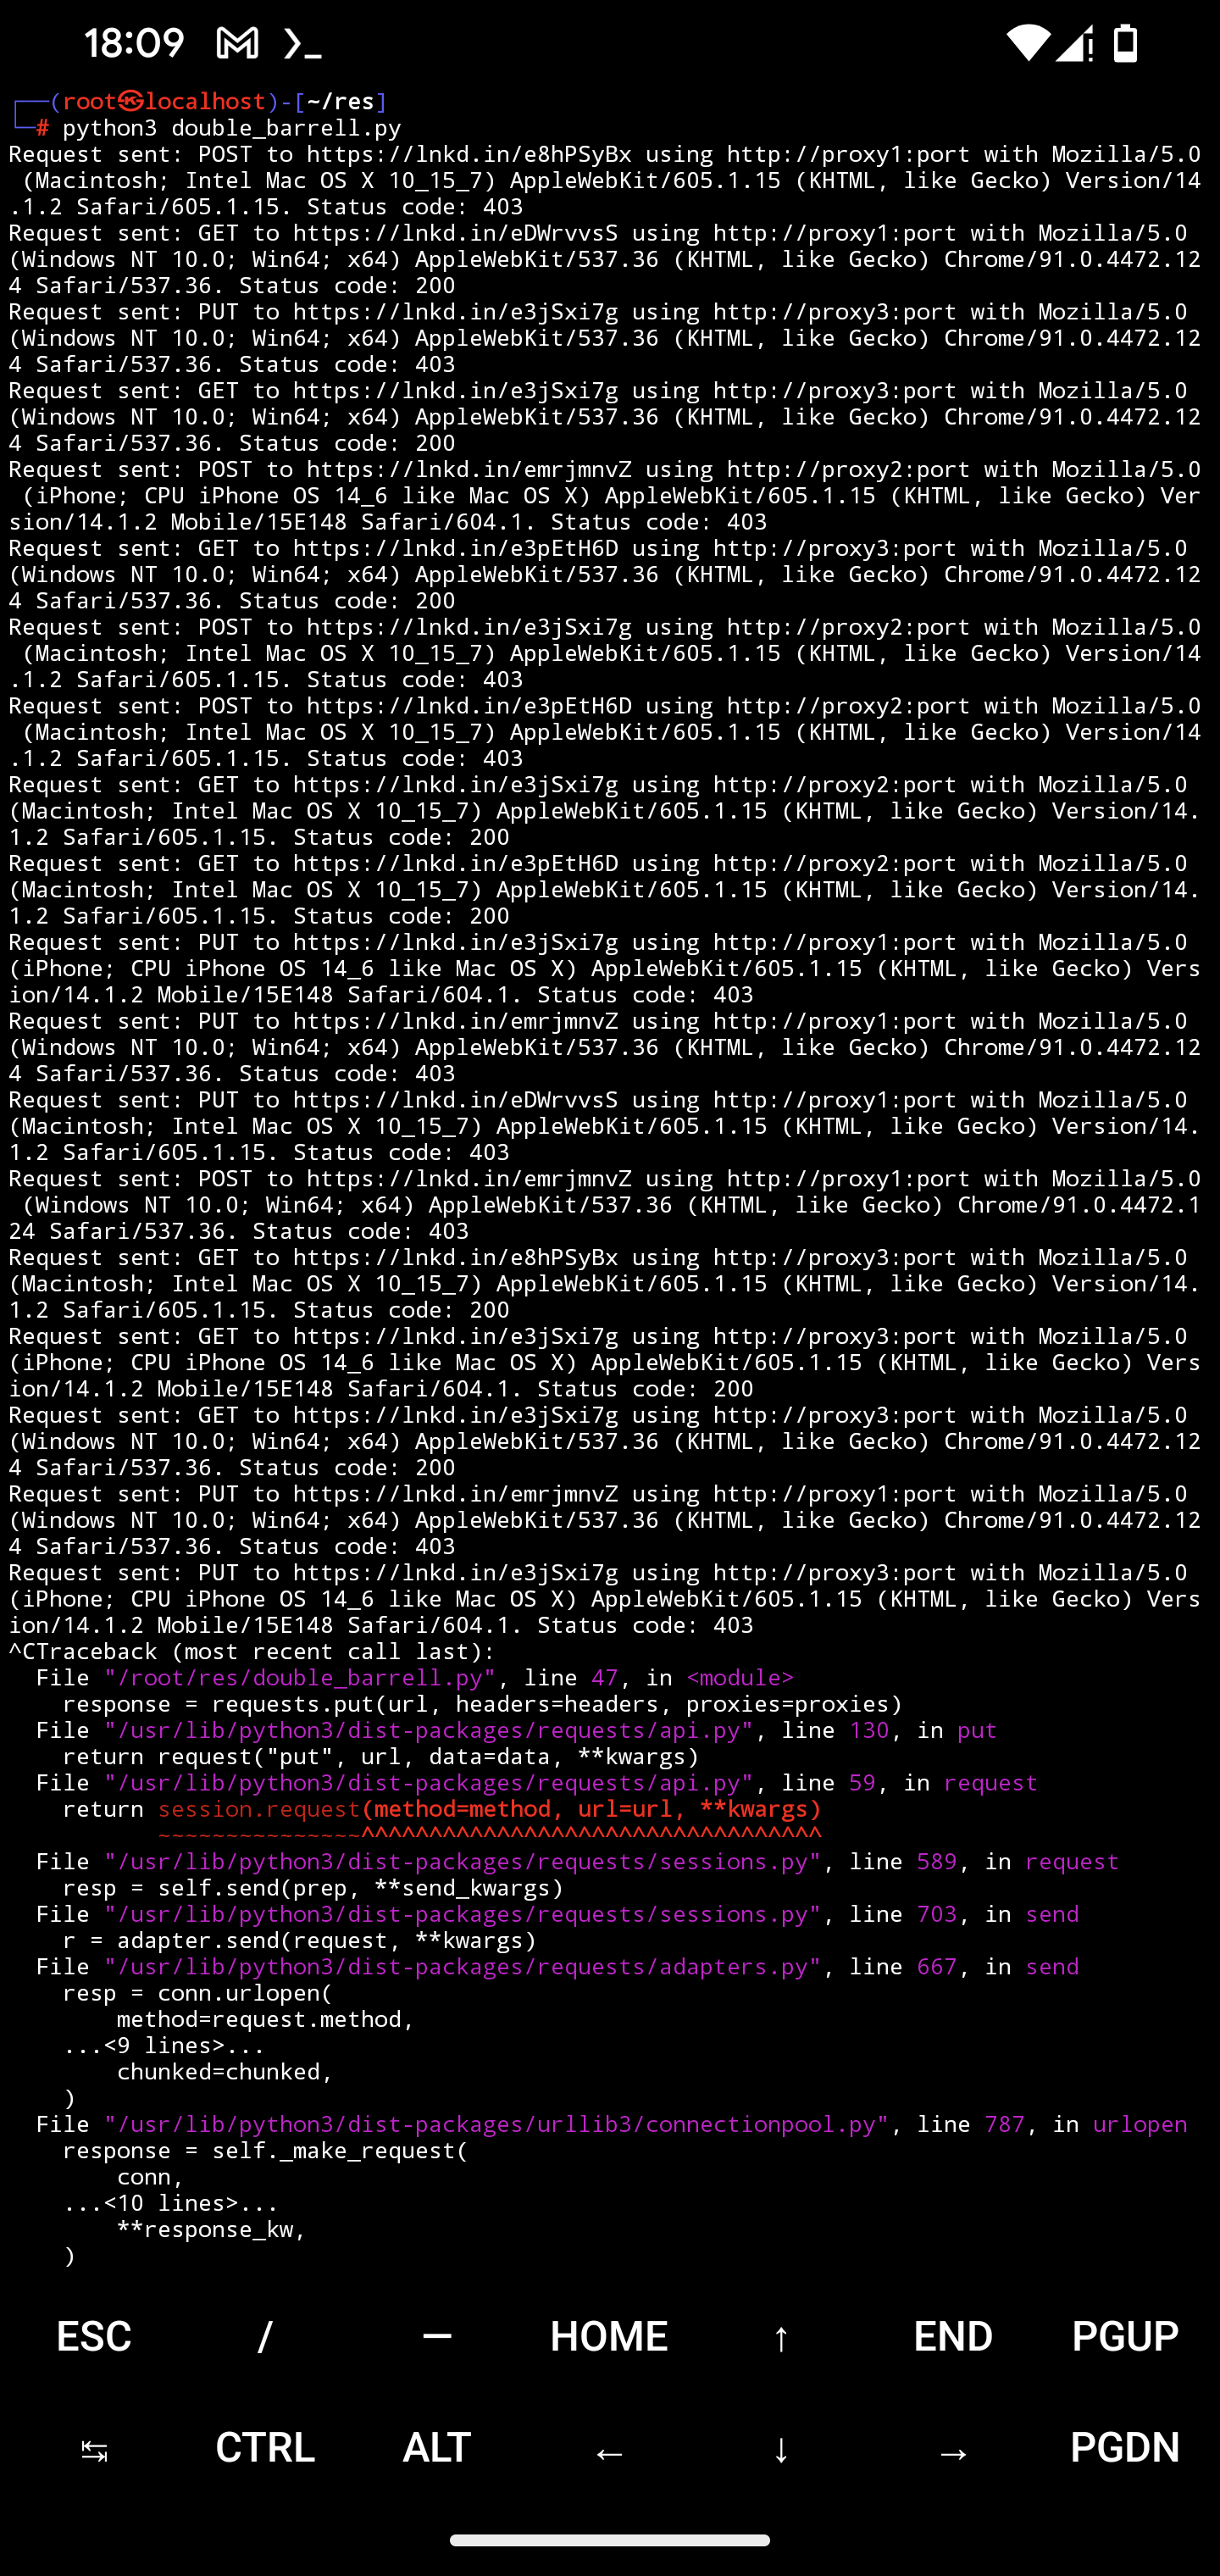 18:09
┌──(root㉿localhost)-[~/res]
└─# python3 double_barrell.py
Request sent: POST to https://lnkd.in/e8hPSyBx using http://proxy1:port with Mozilla/5.0
 (Macintosh; Intel Mac OS X 10_15_7) AppleWebKit/605.1.15 (KHTML, like Gecko) Version/14
.1.2 Safari/605.1.15. Status code: 403
Request sent: GET to https://lnkd.in/eDWrvvsS using http://proxy1:port with Mozilla/5.0
(Windows NT 10.0; Win64; x64) AppleWebKit/537.36 (KHTML, like Gecko) Chrome/91.0.4472.12
4 Safari/537.36. Status code: 200
Request sent: PUT to https://lnkd.in/e3jSxi7g using http://proxy3:port with Mozilla/5.0
(Windows NT 10.0; Win64; x64) AppleWebKit/537.36 (KHTML, like Gecko) Chrome/91.0.4472.12
4 Safari/537.36. Status code: 403
Request sent: GET to https://lnkd.in/e3jSxi7g using http://proxy3:port with Mozilla/5.0
(Windows NT 10.0; Win64; x64) AppleWebKit/537.36 (KHTML, like Gecko) Chrome/91.0.4472.12
4 Safari/537.36. Status code: 200
Request sent: POST to https://lnkd.in/emrjmnvZ using http://proxy2:port with Mozilla/5.0
 (iPhone; CPU iPhone OS 14_6 like Mac OS X) AppleWebKit/605.1.15 (KHTML, like Gecko) Ver
sion/14.1.2 Mobile/15E148 Safari/604.1. Status code: 403
Request sent: GET to https://lnkd.in/e3pEtH6D using http://proxy3:port with Mozilla/5.0
(Windows NT 10.0; Win64; x64) AppleWebKit/537.36 (KHTML, like Gecko) Chrome/91.0.4472.12
4 Safari/537.36. Status code: 200
Request sent: POST to https://lnkd.in/e3jSxi7g using http://proxy2:port with Mozilla/5.0
 (Macintosh; Intel Mac OS X 10_15_7) AppleWebKit/605.1.15 (KHTML, like Gecko) Version/14
.1.2 Safari/605.1.15. Status code: 403
Request sent: POST to https://lnkd.in/e3pEtH6D using http://proxy2:port with Mozilla/5.0
 (Macintosh; Intel Mac OS X 10_15_7) AppleWebKit/605.1.15 (KHTML, like Gecko) Version/14
.1.2 Safari/605.1.15. Status code: 403
Request sent: GET to https://lnkd.in/e3jSxi7g using http://proxy2:port with Mozilla/5.0
(Macintosh; Intel Mac OS X 10_15_7) AppleWebKit/605.1.15 (KHTML, like Gecko) Version/14.
1.2 Safari/605.1.15. Status code: 200
Request sent: GET to https://lnkd.in/e3pEtH6D using http://proxy2:port with Mozilla/5.0
(Macintosh; Intel Mac OS X 10_15_7) AppleWebKit/605.1.15 (KHTML, like Gecko) Version/14.
1.2 Safari/605.1.15. Status code: 200
Request sent: PUT to https://lnkd.in/e3jSxi7g using http://proxy1:port with Mozilla/5.0
(iPhone; CPU iPhone OS 14_6 like Mac OS X) AppleWebKit/605.1.15 (KHTML, like Gecko) Vers
ion/14.1.2 Mobile/15E148 Safari/604.1. Status code: 403
Request sent: PUT to https://lnkd.in/emrjmnvZ using http://proxy1:port with Mozilla/5.0
(Windows NT 10.0; Win64; x64) AppleWebKit/537.36 (KHTML, like Gecko) Chrome/91.0.4472.12
4 Safari/537.36. Status code: 403
Request sent: PUT to https://lnkd.in/eDWrvvsS using http://proxy1:port with Mozilla/5.0
(Macintosh; Intel Mac OS X 10_15_7) AppleWebKit/605.1.15 (KHTML, like Gecko) Version/14.
1.2 Safari/605.1.15. Status code: 403
Request sent: POST to https://lnkd.in/emrjmnvZ using http://proxy1:port with Mozilla/5.0
 (Windows NT 10.0; Win64; x64) AppleWebKit/537.36 (KHTML, like Gecko) Chrome/91.0.4472.1
24 Safari/537.36. Status code: 403
Request sent: GET to https://lnkd.in/e8hPSyBx using http://proxy3:port with Mozilla/5.0
(Macintosh; Intel Mac OS X 10_15_7) AppleWebKit/605.1.15 (KHTML, like Gecko) Version/14.
1.2 Safari/605.1.15. Status code: 200
Request sent: GET to https://lnkd.in/e3jSxi7g using http://proxy3:port with Mozilla/5.0
(iPhone; CPU iPhone OS 14_6 like Mac OS X) AppleWebKit/605.1.15 (KHTML, like Gecko) Vers
ion/14.1.2 Mobile/15E148 Safari/604.1. Status code: 200
Request sent: GET to https://lnkd.in/e3jSxi7g using http://proxy3:port with Mozilla/5.0
(Windows NT 10.0; Win64; x64) AppleWebKit/537.36 (KHTML, like Gecko) Chrome/91.0.4472.12
4 Safari/537.36. Status code: 200
Request sent: PUT to https://lnkd.in/emrjmnvZ using http://proxy1:port with Mozilla/5.0
(Windows NT 10.0; Win64; x64) AppleWebKit/537.36 (KHTML, like Gecko) Chrome/91.0.4472.12
4 Safari/537.36. Status code: 403
Request sent: PUT to https://lnkd.in/e3jSxi7g using http://proxy3:port with Mozilla/5.0
(iPhone; CPU iPhone OS 14_6 like Mac OS X) AppleWebKit/605.1.15 (KHTML, like Gecko) Vers
ion/14.1.2 Mobile/15E148 Safari/604.1. Status code: 403
^CTraceback (most recent call last):
  File "/root/res/double_barrell.py", line 47, in <module>
    response = requests.put(url, headers=headers, proxies=proxies)
  File "/usr/lib/python3/dist-packages/requests/api.py", line 130, in put
    return request("put", url, data=data, **kwargs)
  File "/usr/lib/python3/dist-packages/requests/api.py", line 59, in request
    return session.request(method=method, url=url, **kwargs)
           ~~~~~~~~~~~~~~~^^^^^^^^^^^^^^^^^^^^^^^^^^^^^^^^^^
  File "/usr/lib/python3/dist-packages/requests/sessions.py", line 589, in request
    resp = self.send(prep, **send_kwargs)
  File "/usr/lib/python3/dist-packages/requests/sessions.py", line 703, in send
    r = adapter.send(request, **kwargs)
  File "/usr/lib/python3/dist-packages/requests/adapters.py", line 667, in send
    resp = conn.urlopen(
        method=request.method,
    ...<9 lines>...
        chunked=chunked,
    )
  File "/usr/lib/python3/dist-packages/urllib3/connectionpool.py", line 787, in urlopen
    response = self._make_request(
        conn,
    ...<10 lines>...
        **response_kw,
    )
ESC / — HOME ↑ END PGUP
↹ CTRL ALT ← ↓ → PGDN